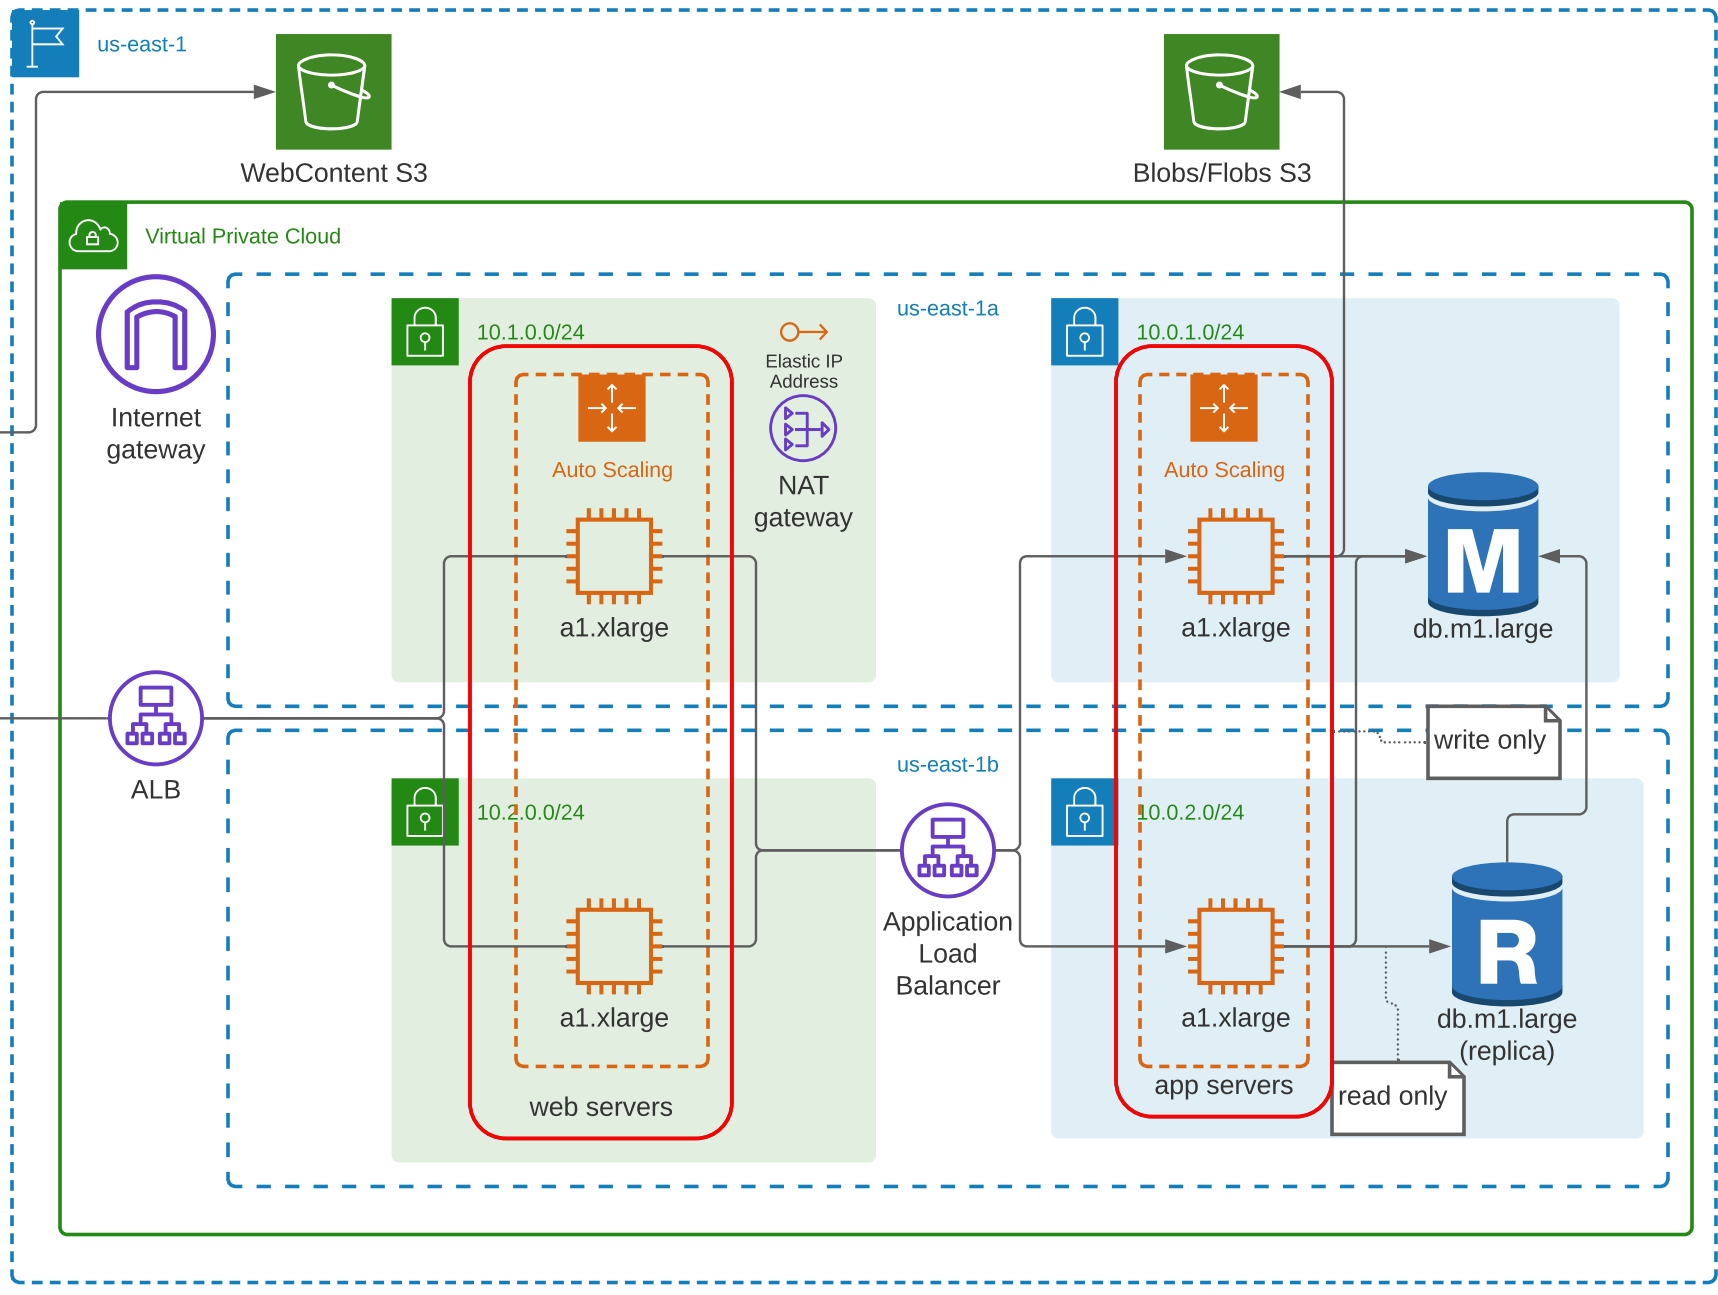 us-east-1
WebContent S3
Blobs/Flobs S3
Virtual Private Cloud
Internet
gateway
us-east-1a
10.1.0.0/24
Elastic IP
Address
NAT
gateway
Auto Scaling
a1.xlarge
10.0.1.0/24
Auto Scaling
a1.xlarge
M
db.m1.large
write only
ALB
us-east-1b
10.2.0.0/24
a1.xlarge
web servers
Application
Load
Balancer
10.0.2.0/24
a1.xlarge
app servers
R
db.m1.large
(replica)
read only